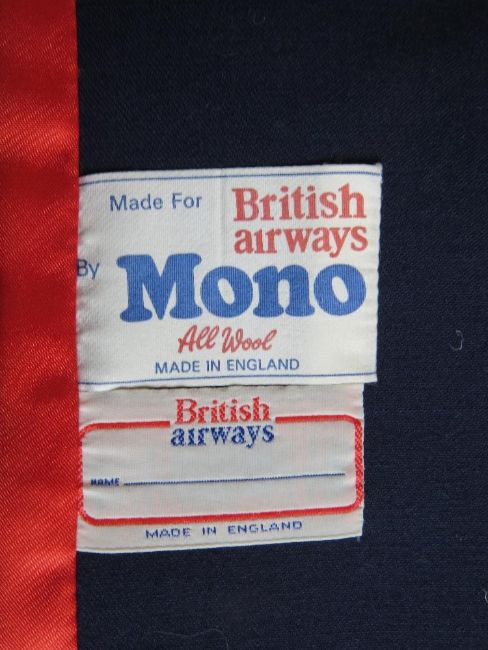 Made For British
airways
By Mono
All Wool
MADE IN ENGLAND
British
airways
NAME
MADE IN ENGLAND